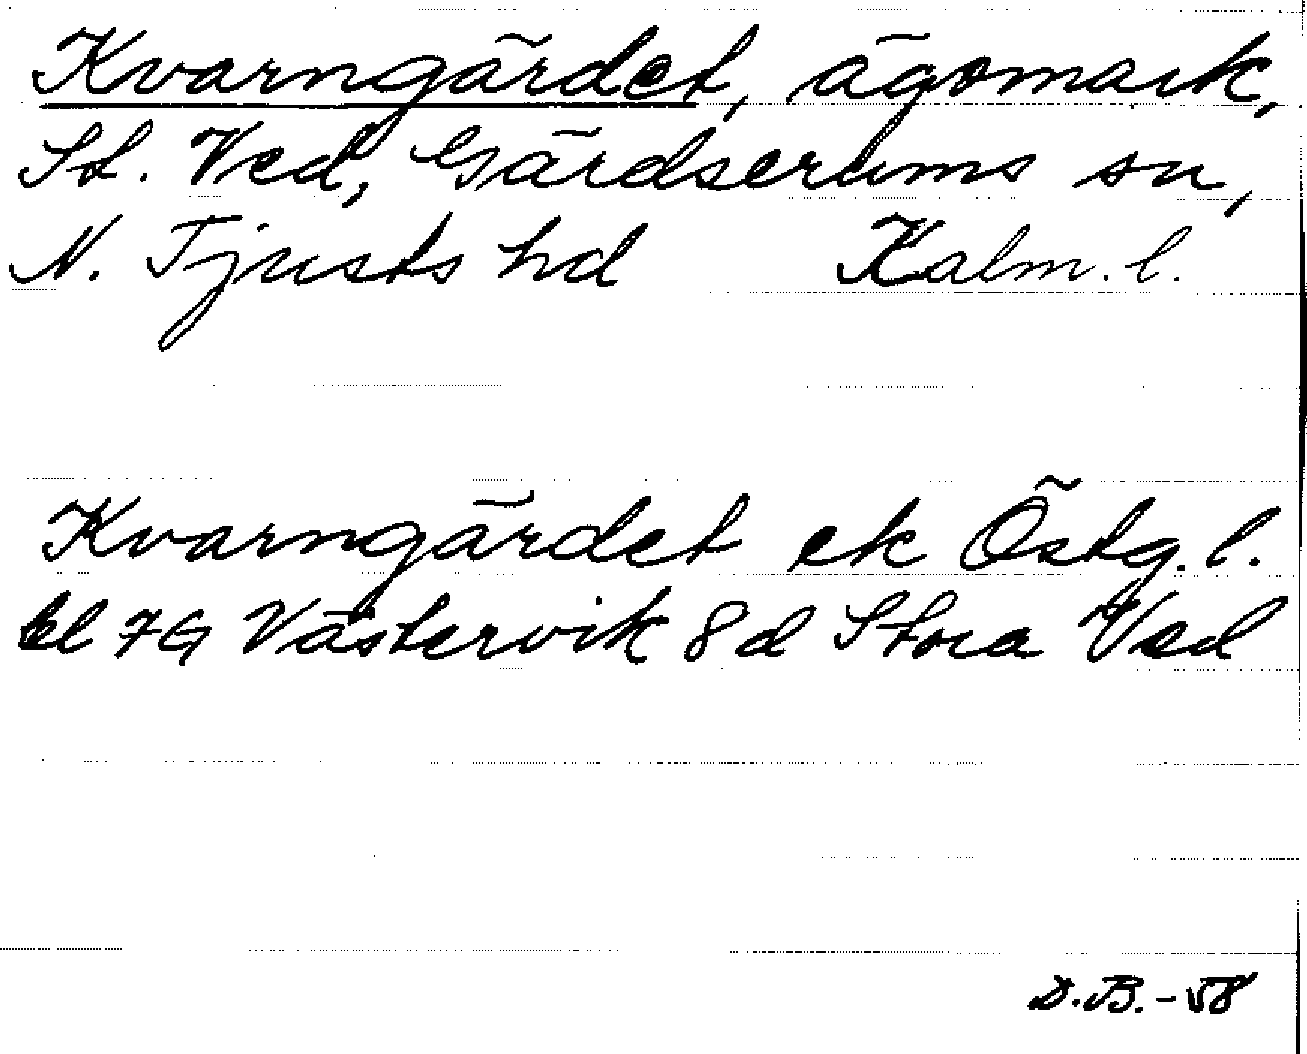 Kvarngärdet, ägomark,
St. Ved, Gärdserums sn,
N. Tjusts hd Kalm. l.
Kvarngärdet ek Östg. l.
bl 7G Västervik 8d Stora Ved
D.B. - 58